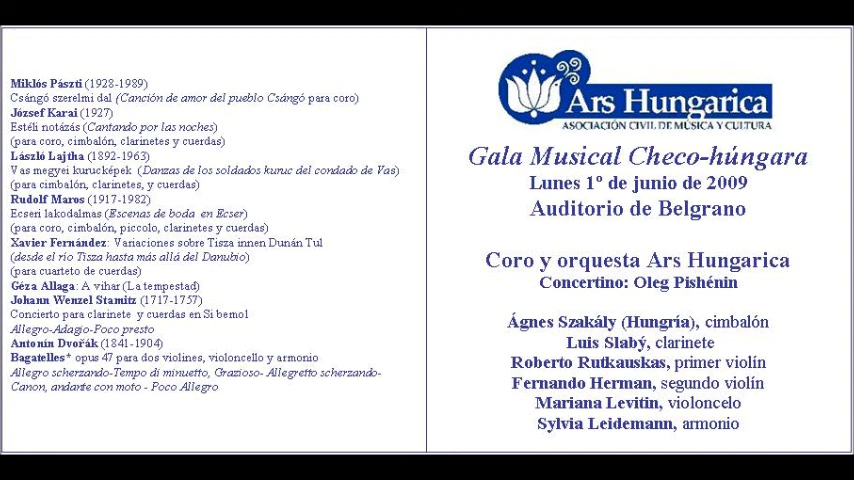 Miklós Pászti (1928-1989)
Csángó szerelmi dal (Canción de amor del pueblo Csángó para coro)
József Karai (1927)
Estéli notázás (Cantando por las noches)
(para coro, cimbalón, clarinetes y cuerdas)
László Lajtha (1892-1963)
Vas megyei kurucképek (Danzas de los soldados kuruc del condado de Vas)
(para cimbalón, clarinetes, y cuerdas)
Rudolf Maros (1917-1982)
Ecseri lakodalmas (Escenas de boda en Ecser)
(para coro, cimbalón, piccolo, clarinetes y cuerdas)
Xavier Fernández: Variaciones sobre Tisza innen Dunán Tul
(desde el río Tisza hasta más allá del Danubio)
(para cuarteto de cuerdas)
Géza Allaga: A vihar (La tempestad)
Johann Wenzel Stamitz (1717-1757)
Concierto para clarinete y cuerdas en Si bemol
Allegro-Adagio-Poco presto
Antonín Dvořák (1841-1904)
Bagatelles* opus 47 para dos violines, violoncello y armonio
Allegro scherzando-Tempo di minuetto, Grazioso- Allegretto scherzando-
Canon, andante con moto - Poco Allegro
Ars Hungarica
ASOCIACIÓN CIVIL DE MÚSICA Y CULTURA
Gala Musical Checo-húngara
Lunes 1º de junio de 2009
Auditorio de Belgrano
Coro y orquesta Ars Hungarica
Concertino: Oleg Pishénin
Ágnes Szakály (Hungría), cimbalón
Luis Slabý, clarinete
Roberto Rutkauskas, primer violín
Fernando Herman, segundo violín
Mariana Levitin, violoncelo
Sylvia Leidemann, armonio